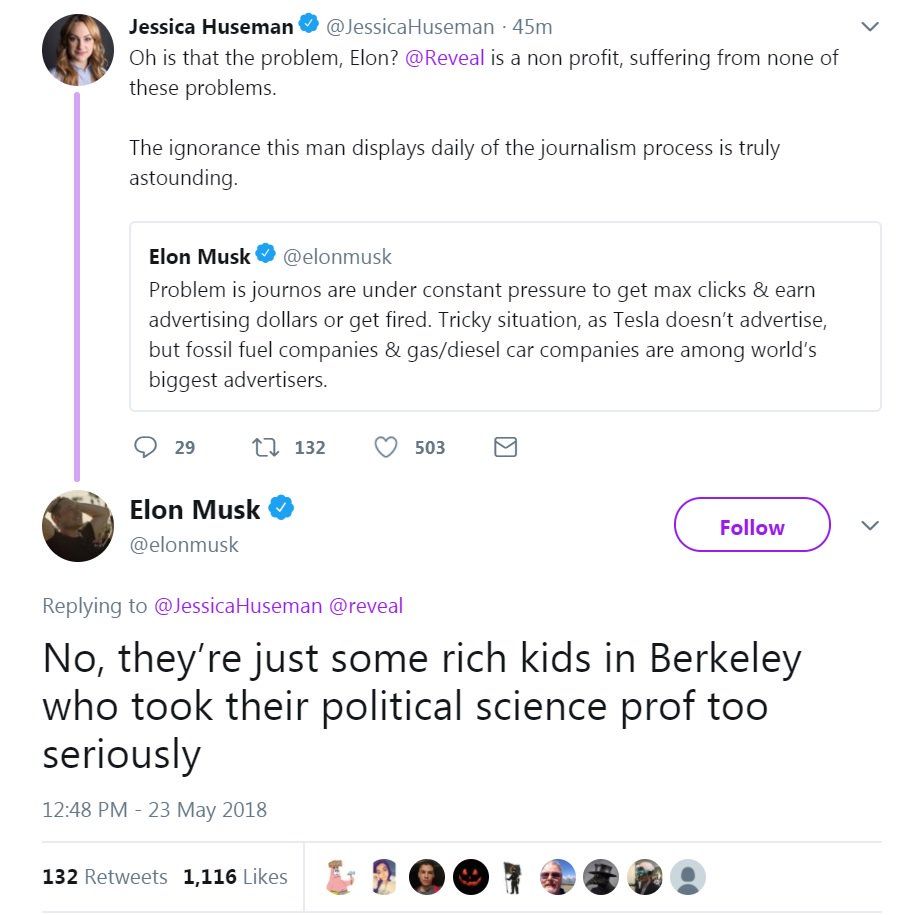 Jessica Huseman @JessicaHuseman · 45m
Oh is that the problem, Elon? @Reveal is a non profit, suffering from none of
these problems.
The ignorance this man displays daily of the journalism process is truly
astounding.
Elon Musk @elonmusk
Problem is journos are under constant pressure to get max clicks & earn
advertising dollars or get fired. Tricky situation, as Tesla doesn’t advertise,
but fossil fuel companies & gas/diesel car companies are among world’s
biggest advertisers.
29 132 503
Elon Musk
@elonmusk
Follow
Replying to @JessicaHuseman @reveal
No, they’re just some rich kids in Berkeley
who took their political science prof too
seriously
12:48 PM - 23 May 2018
132 Retweets 1,116 Likes